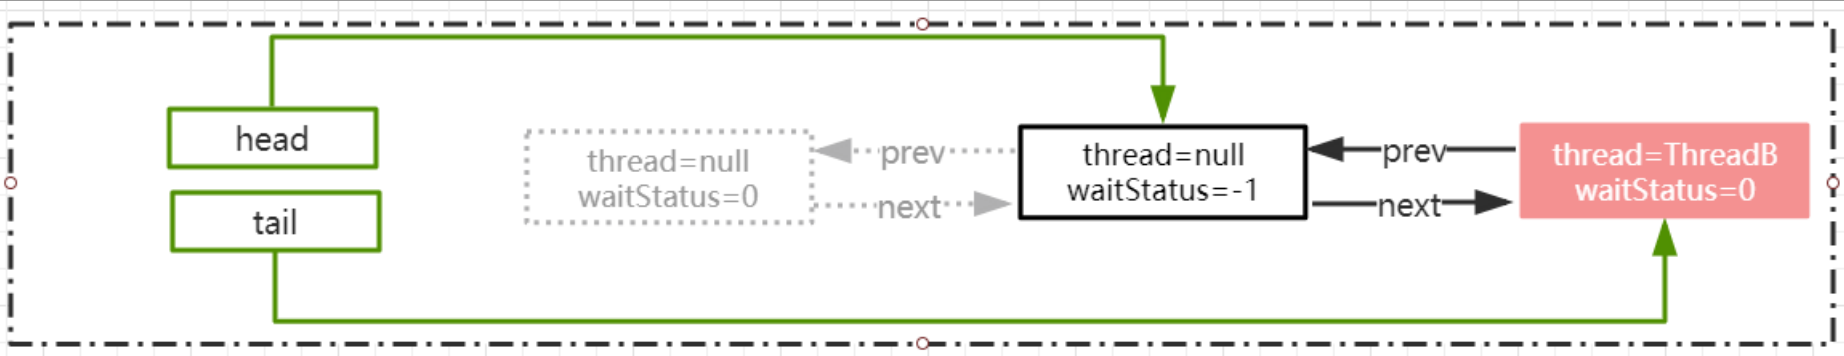 head
tail
thread=null
waitStatus=0
prev
next
thread=null
waitStatus=-1
prev
next
thread=ThreadB
waitStatus=0